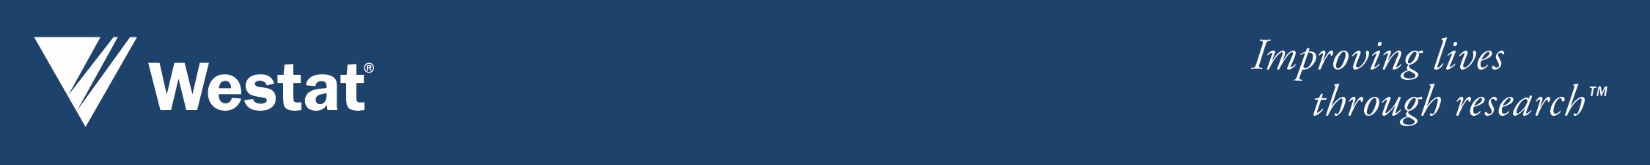 Westat®
Improving lives
through research™